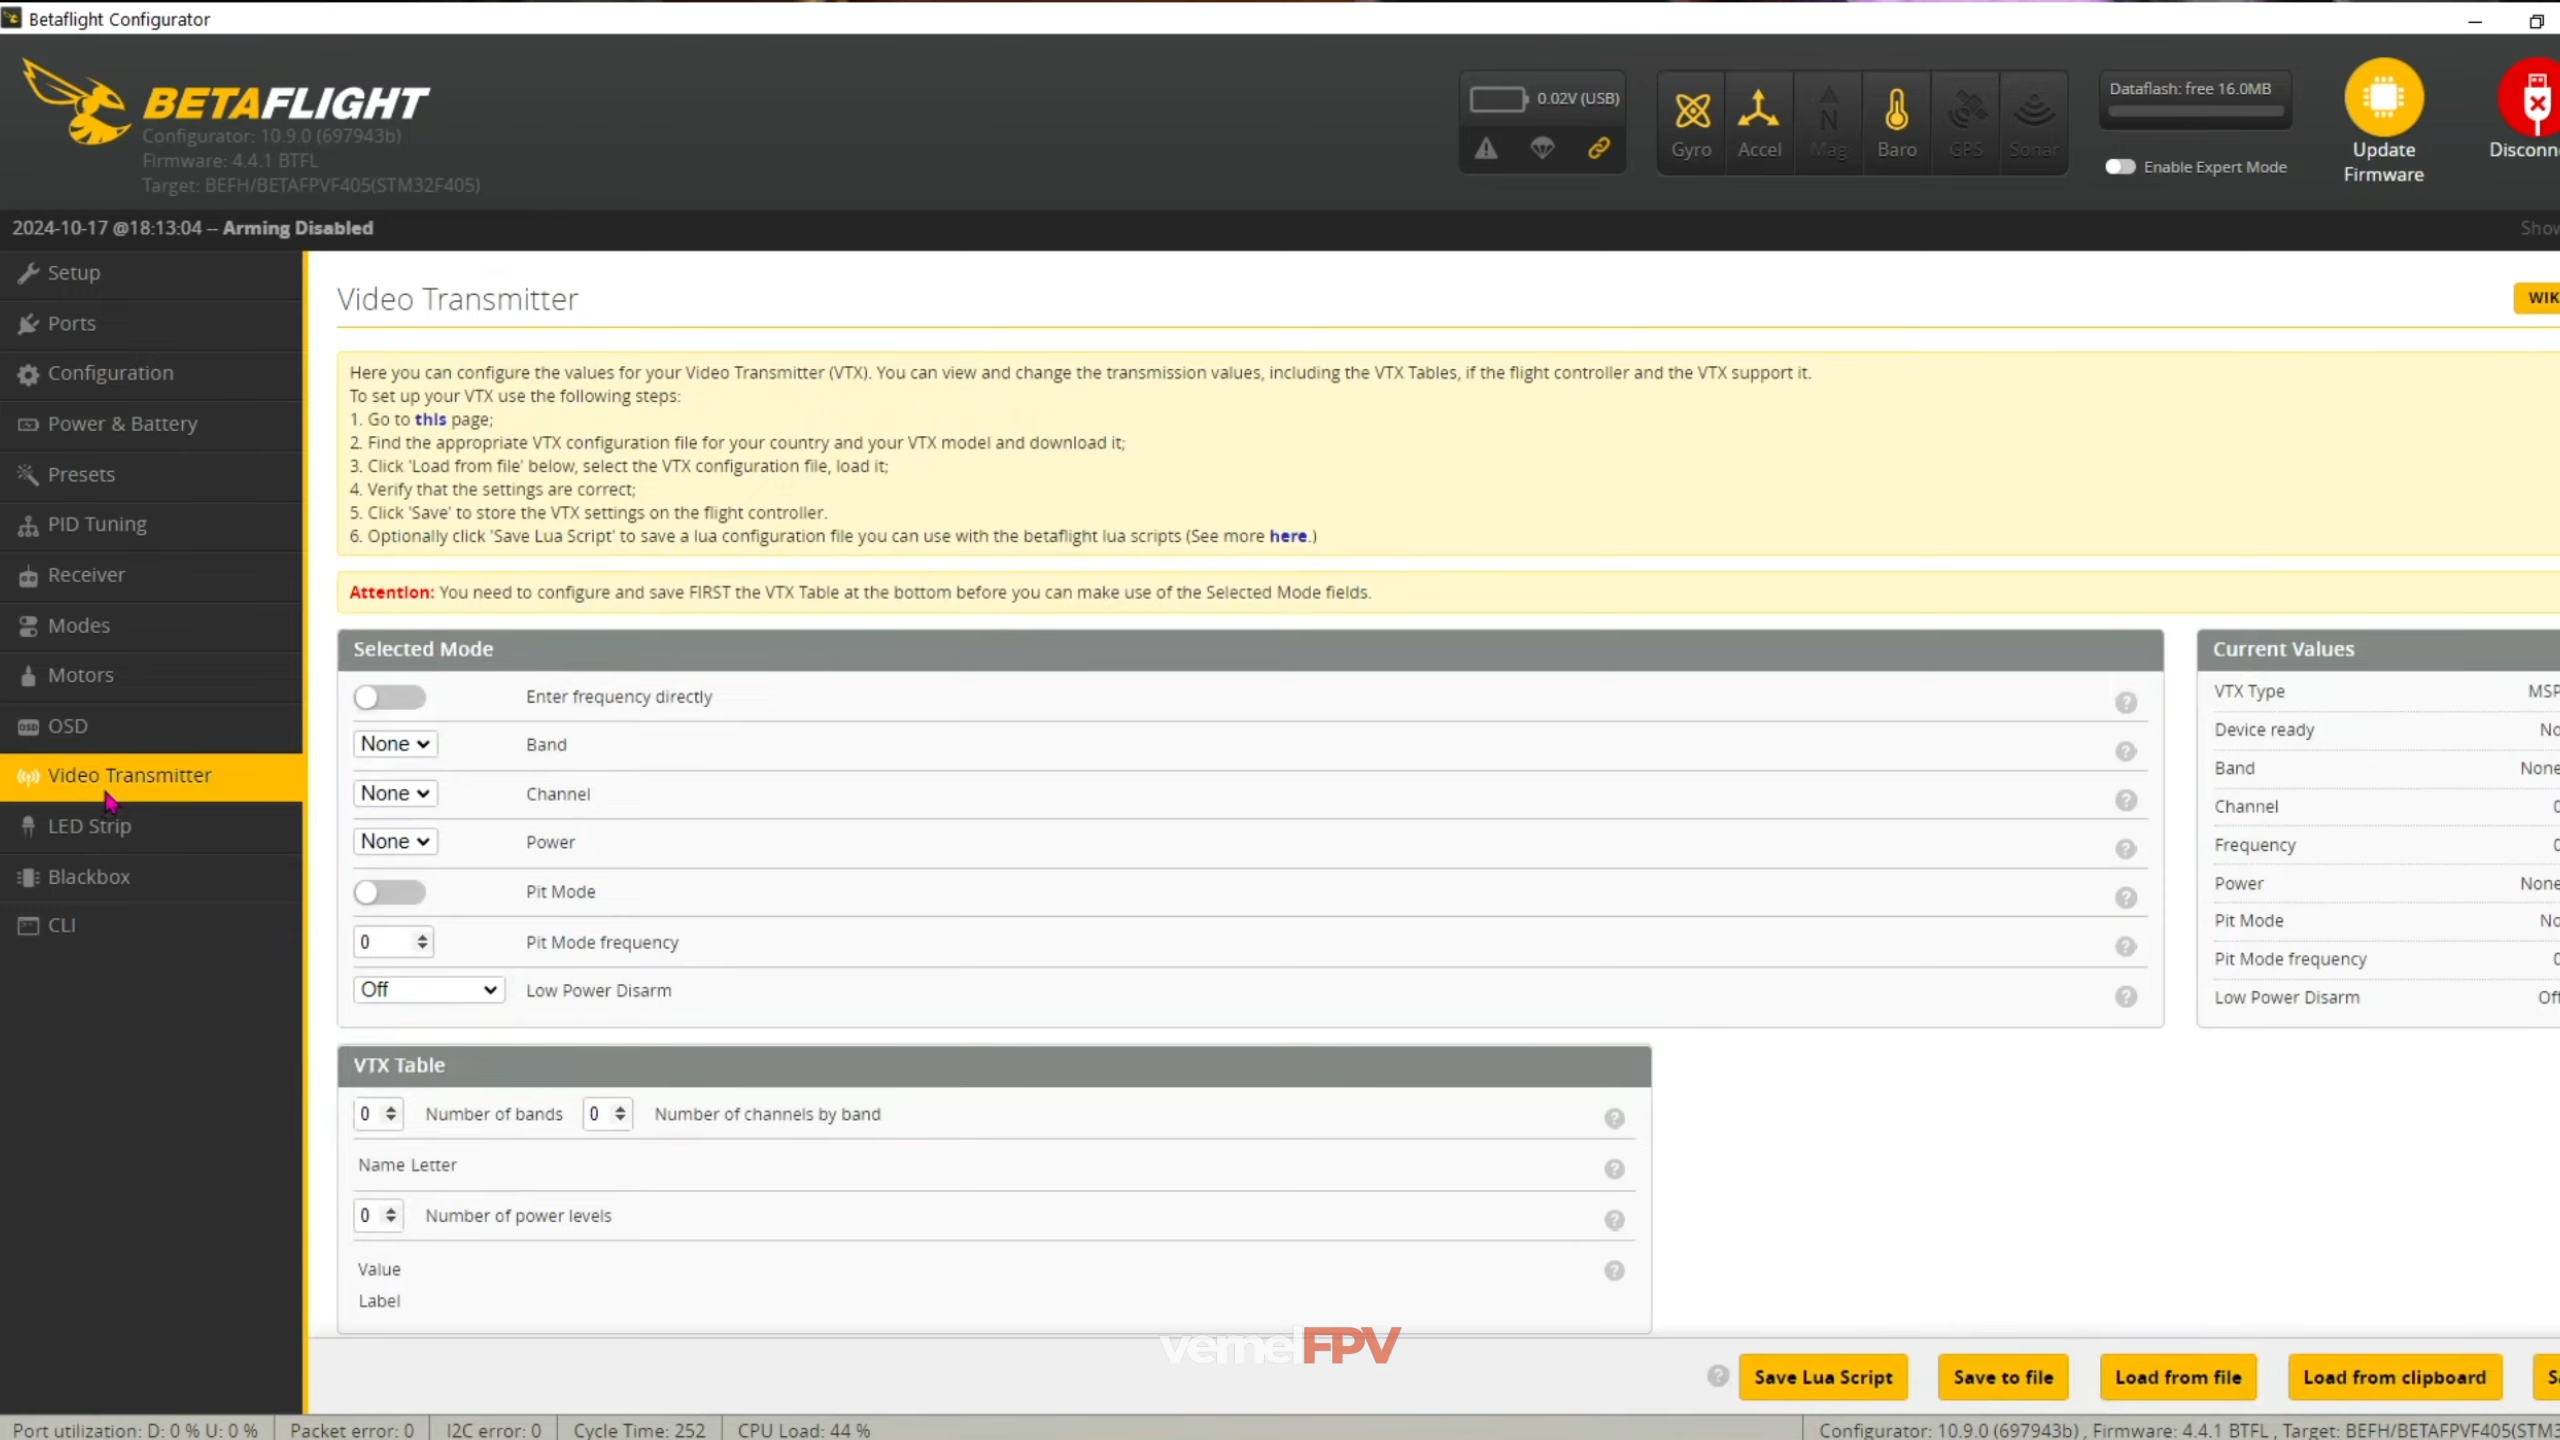 Betaflight Configurator
BETAFLIGHT
Configurator: 10.9.0 (697943b)
Firmware: 4.4.1 BTFL
Target: BEFH/BETAFPVF405(STM32F405)
0.02V (USB)
Gyro
Accel
Mag
Baro
GPS
Sonar
Dataflash: free 16.0MB
Enable Expert Mode
Update
Firmware
Disconn
2024-10-17 @18:13:04 -- Arming Disabled
Show
Setup
Ports
Configuration
Power & Battery
Presets
PID Tuning
Receiver
Modes
Motors
OSD
Video Transmitter
LED Strip
Blackbox
CLI
Video Transmitter
WIK
Here you can configure the values for your Video Transmitter (VTX). You can view and change the transmission values, including the VTX Tables, if the flight controller and the VTX support it.
To set up your VTX use the following steps:
1. Go to this page;
2. Find the appropriate VTX configuration file for your country and your VTX model and download it;
3. Click 'Load from file' below, select the VTX configuration file, load it;
4. Verify that the settings are correct;
5. Click 'Save' to store the VTX settings on the flight controller.
6. Optionally click 'Save Lua Script' to save a lua configuration file you can use with the betaflight lua scripts (See more here.)
Attention: You need to configure and save FIRST the VTX Table at the bottom before you can make use of the Selected Mode fields.
Selected Mode
Enter frequency directly
None Band
None Channel
None Power
Pit Mode
0 Pit Mode frequency
Off Low Power Disarm
Current Values
VTX Type MSP
Device ready No
Band None
Channel 0
Frequency 0
Power None
Pit Mode No
Pit Mode frequency 0
Low Power Disarm Off
VTX Table
0 Number of bands 0 Number of channels by band
Name Letter
0 Number of power levels
Value
Label
vernelFPV
Save Lua Script
Save to file
Load from file
Load from clipboard
Sa
Port utilization: D: 0 % U: 0 %
Packet error: 0
I2C error: 0
Cycle Time: 252
CPU Load: 44 %
Configurator: 10.9.0 (697943b) , Firmware: 4.4.1 BTFL , Target: BEFH/BETAFPVF405(STM3